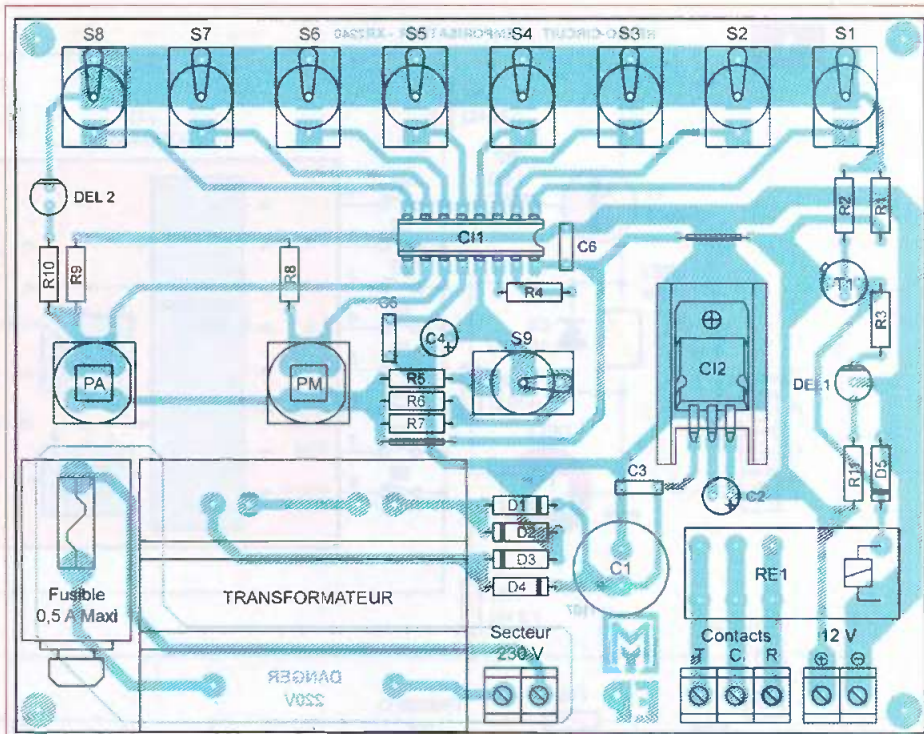 S8 S7 S6 S5 S4 S3 S2 S1
DEL 2
R10
R9
R8
CI1
C6
R4
R2
R1
T1
R3
C4
S9
PA
PM
R5
R6
R7
CI2
DEL1
C3
C2
R11
D5
D1
D2
D3
D4
C1
RE1
Fusible
0,5 A Maxi
TRANSFORMATEUR
Secteur
230 V
Contacts
T C R
12 V
⊕ ⊖
DANGER
220V
EP